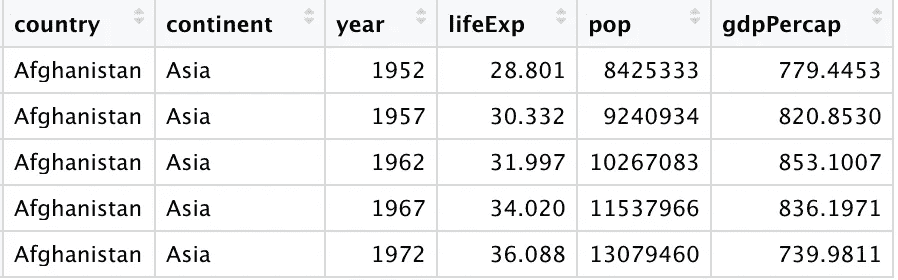 country continent year lifeExp pop gdpPercap
Afghanistan Asia 1952 28.801 8425333 779.4453
Afghanistan Asia 1957 30.332 9240934 820.8530
Afghanistan Asia 1962 31.997 10267083 853.1007
Afghanistan Asia 1967 34.020 11537966 836.1971
Afghanistan Asia 1972 36.088 13079460 739.9811